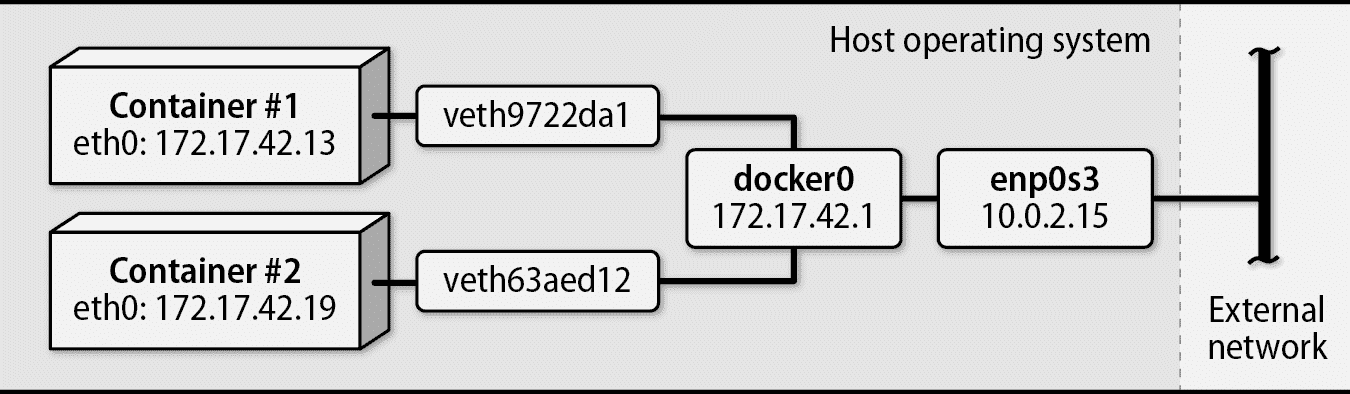 Host operating system
Container #1
eth0: 172.17.42.13
veth9722da1
docker0
172.17.42.1
enp0s3
10.0.2.15
Container #2
eth0: 172.17.42.19
veth63aed12
External
network